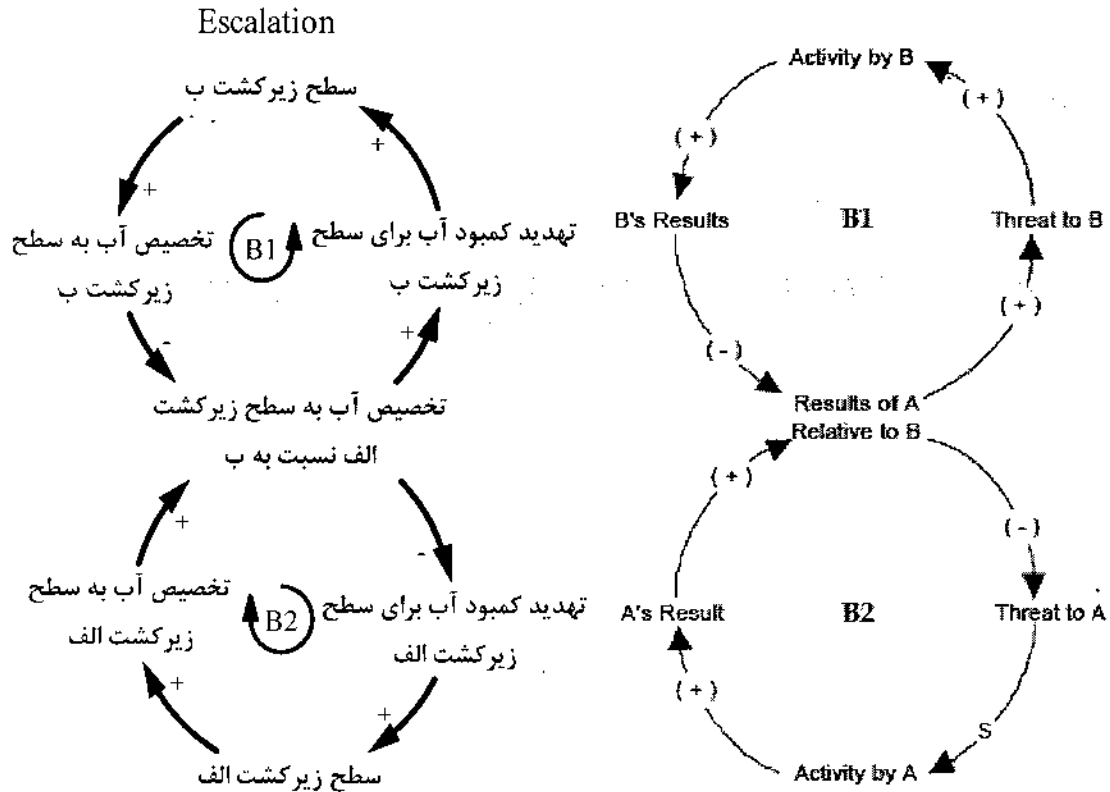 Escalation
سطح زیرکشت ب
+
+
تخصیص آب به سطح
زیرکشت ب
B1
تهدید کمبود آب برای سطح
زیرکشت ب
-
+
تخصیص آب به سطح زیرکشت
الف نسبت به ب
+
-
تخصیص آب به سطح
زیرکشت الف
B2
تهدید کمبود آب برای سطح
زیرکشت الف
+
+
سطح زیرکشت الف
Activity by B
(+)
(+)
B's Results
B1
Threat to B
(-)
(+)
Results of A
Relative to B
(+)
(-)
A's Result
B2
Threat to A
(+)
S
Activity by A